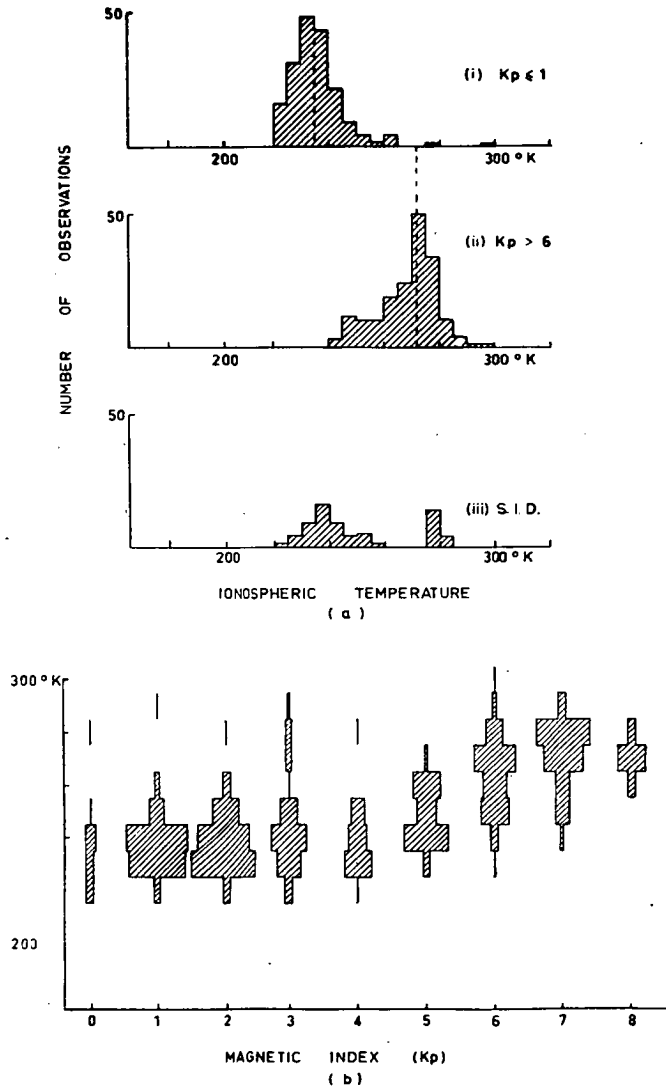 50
(i) Kp ⩽ 1
200
300 °K
NUMBER OF OBSERVATIONS
50
(ii) Kp > 6
200
300 °K
50
(iii) S.I.D.
200
300 °K
IONOSPHERIC TEMPERATURE
(a)
300 °K
200
0 1 2 3 4 5 6 7 8
MAGNETIC INDEX (Kp)
(b)